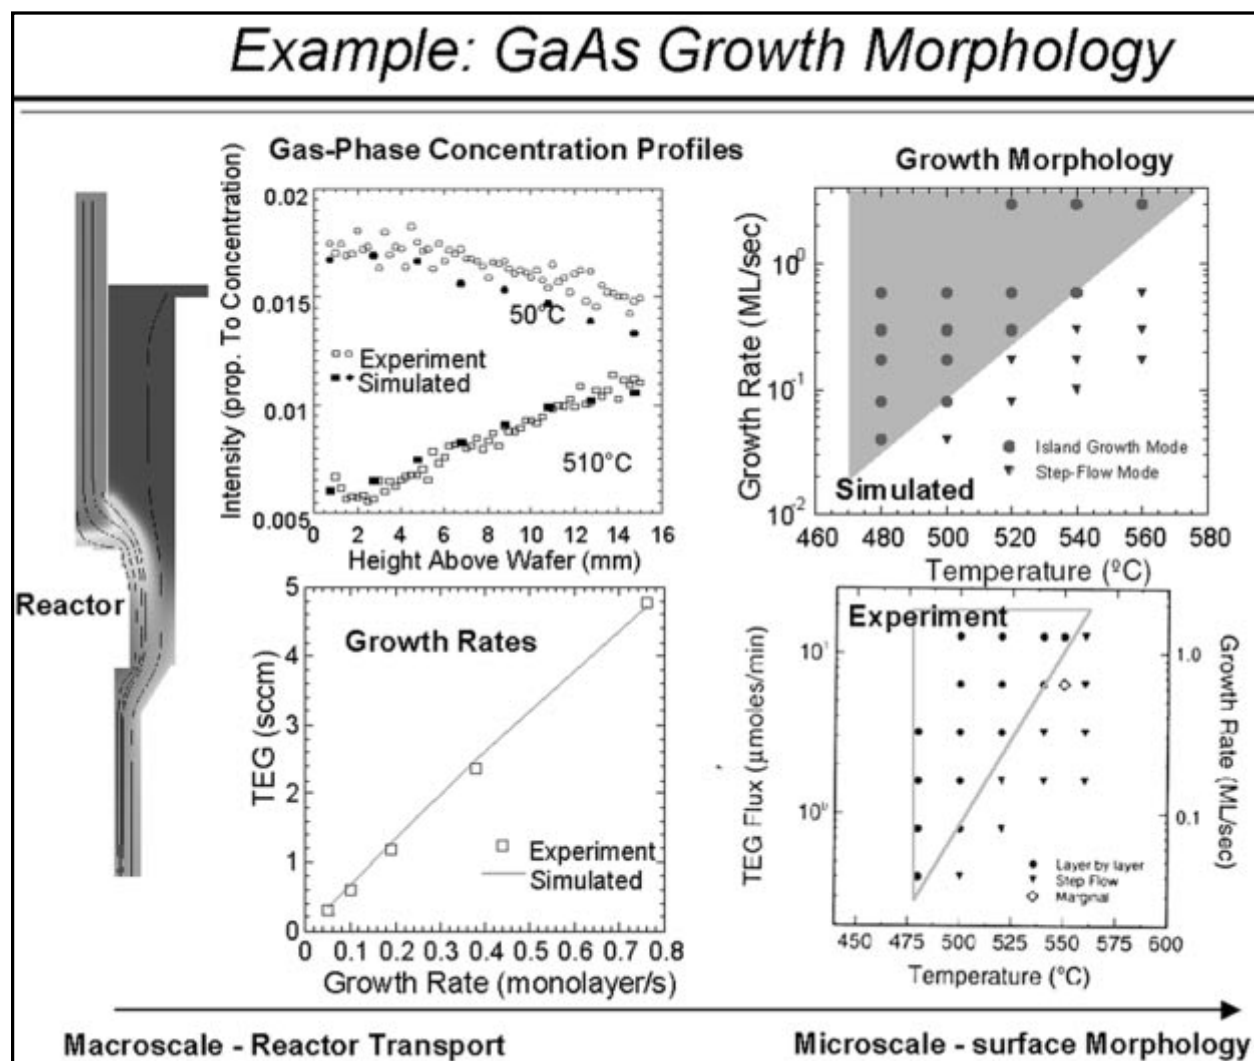 Example: GaAs Growth Morphology
Gas-Phase Concentration Profiles
Intensity (prop. To Concentration)
0.02
0.015
0.01
0.005
50°C
Experiment
Simulated
510°C
0 2 4 6 8 10 12 14 16
Height Above Wafer (mm)
Growth Morphology
Growth Rate (ML/sec)
10⁰
10⁻¹
10⁻²
Island Growth Mode
Step-Flow Mode
Simulated
460 480 500 520 540 560 580
Temperature (ºC)
Reactor
Growth Rates
TEG (sccm)
5
4
3
2
1
0
Experiment
Simulated
0 0.1 0.2 0.3 0.4 0.5 0.6 0.7 0.8
Growth Rate (monolayer/s)
Experiment
TEG Flux (μmoles/min)
10¹
10⁰
Growth Rate (ML/sec)
1.0
0.1
Layer by layer
Step Flow
Marginal
450 475 500 525 550 575 600
Temperature (°C)
Macroscale - Reactor Transport
Microscale - surface Morphology